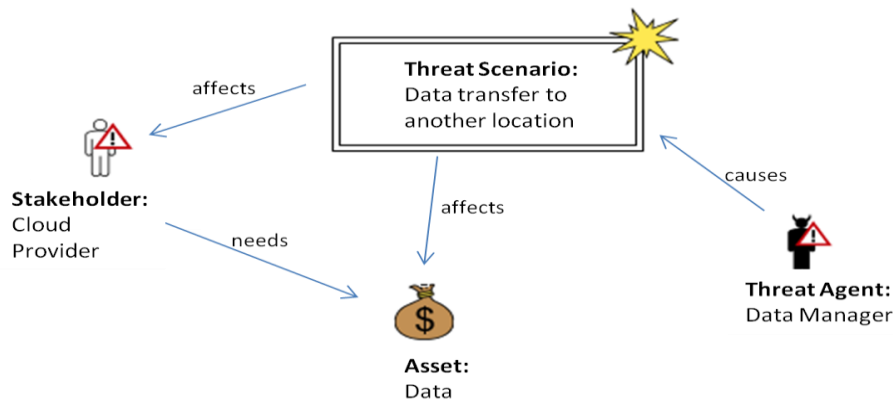 Threat Scenario:
Data transfer to
another location
affects
causes
Stakeholder:
Cloud
Provider
needs
affects
$
Threat Agent:
Data Manager
Asset:
Data